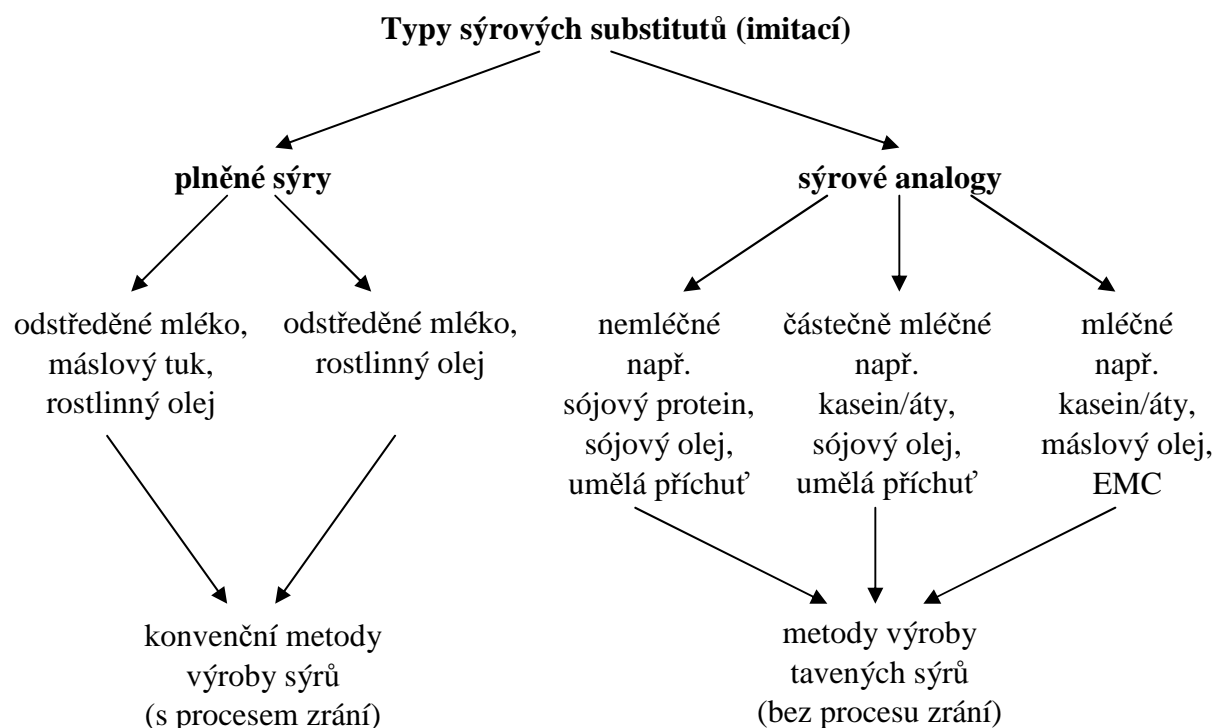 Typy sýrových substitutů (imitací)
plněné sýry
sýrové analogy
odstředěné mléko,
máslový tuk,
rostlinný olej
odstředěné mléko,
rostlinný olej
nemléčné
např.
sójový protein,
sójový olej,
umělá příchuť
částečně mléčné
např.
kasein/áty,
sójový olej,
umělá příchuť
mléčné
např.
kasein/áty,
máslový olej,
EMC
konvenční metody
výroby sýrů
(s procesem zrání)
metody výroby
tavených sýrů
(bez procesu zrání)